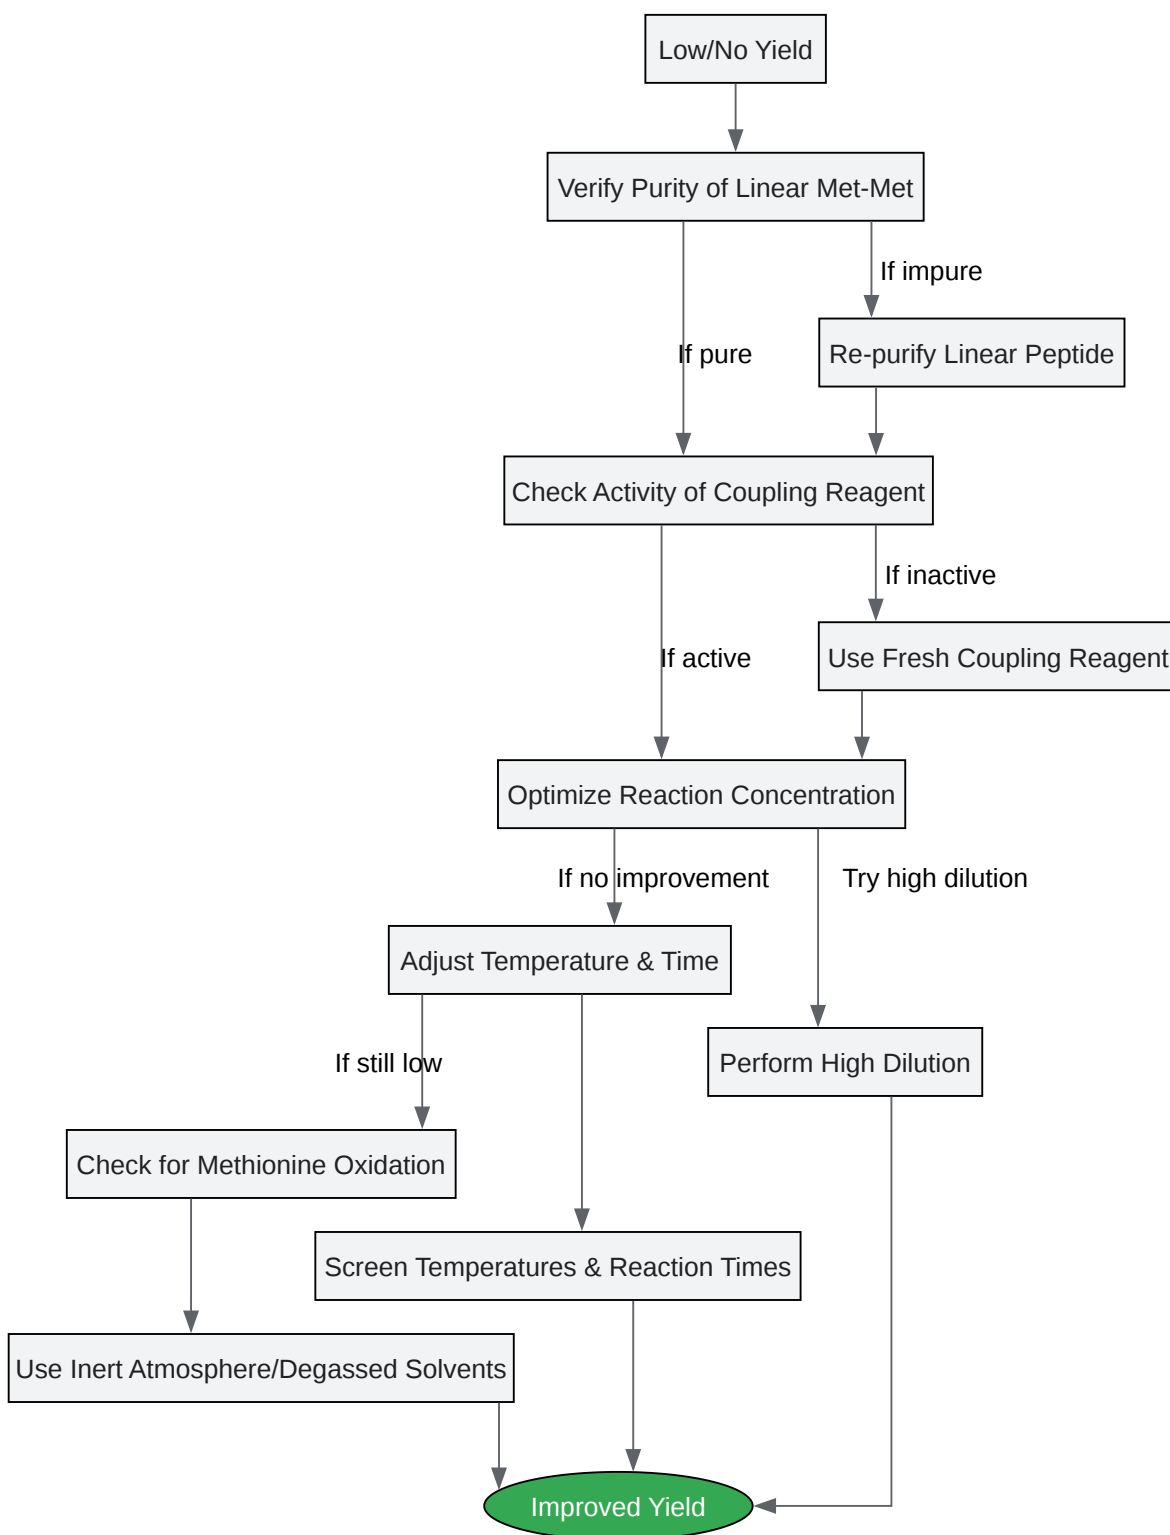 Low/No Yield
Verify Purity of Linear Met-Met
If impure
If pure
Re-purify Linear Peptide
Check Activity of Coupling Reagent
If inactive
If active
Use Fresh Coupling Reagent
Optimize Reaction Concentration
If no improvement
Try high dilution
Adjust Temperature & Time
If still low
Perform High Dilution
Check for Methionine Oxidation
Screen Temperatures & Reaction Times
Use Inert Atmosphere/Degassed Solvents
Improved Yield